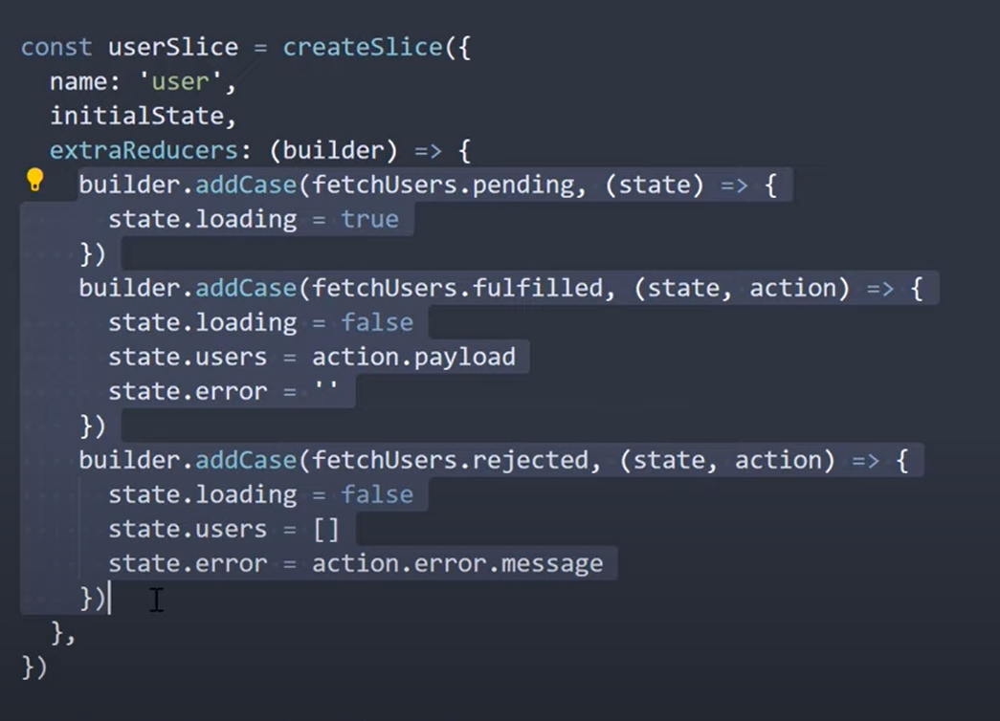 const userSlice = createSlice({
  name: 'user',
  initialState,
  extraReducers: (builder) => {
    builder.addCase(fetchUsers.pending, (state) => {
      state.loading = true
    })
    builder.addCase(fetchUsers.fulfilled, (state, action) => {
      state.loading = false
      state.users = action.payload
      state.error = ''
    })
    builder.addCase(fetchUsers.rejected, (state, action) => {
      state.loading = false
      state.users = []
      state.error = action.error.message
    })
  },
})